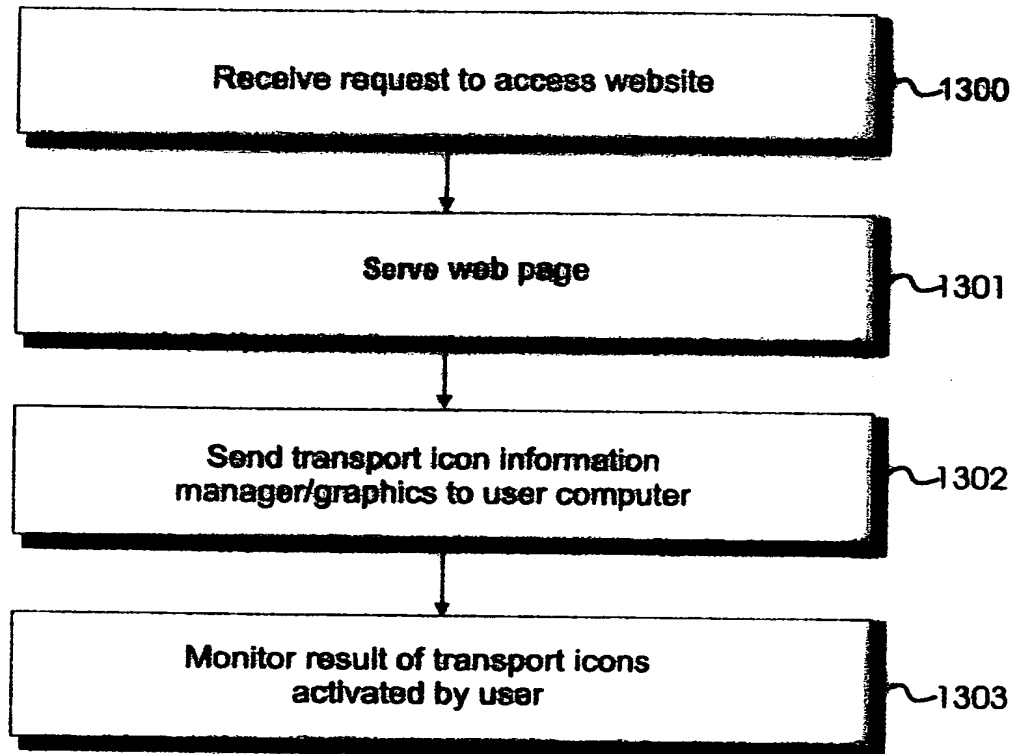 Receive request to access website
1300
Serve web page
1301
Send transport icon information
manager/graphics to user computer
1302
Monitor result of transport icons
activated by user
1303